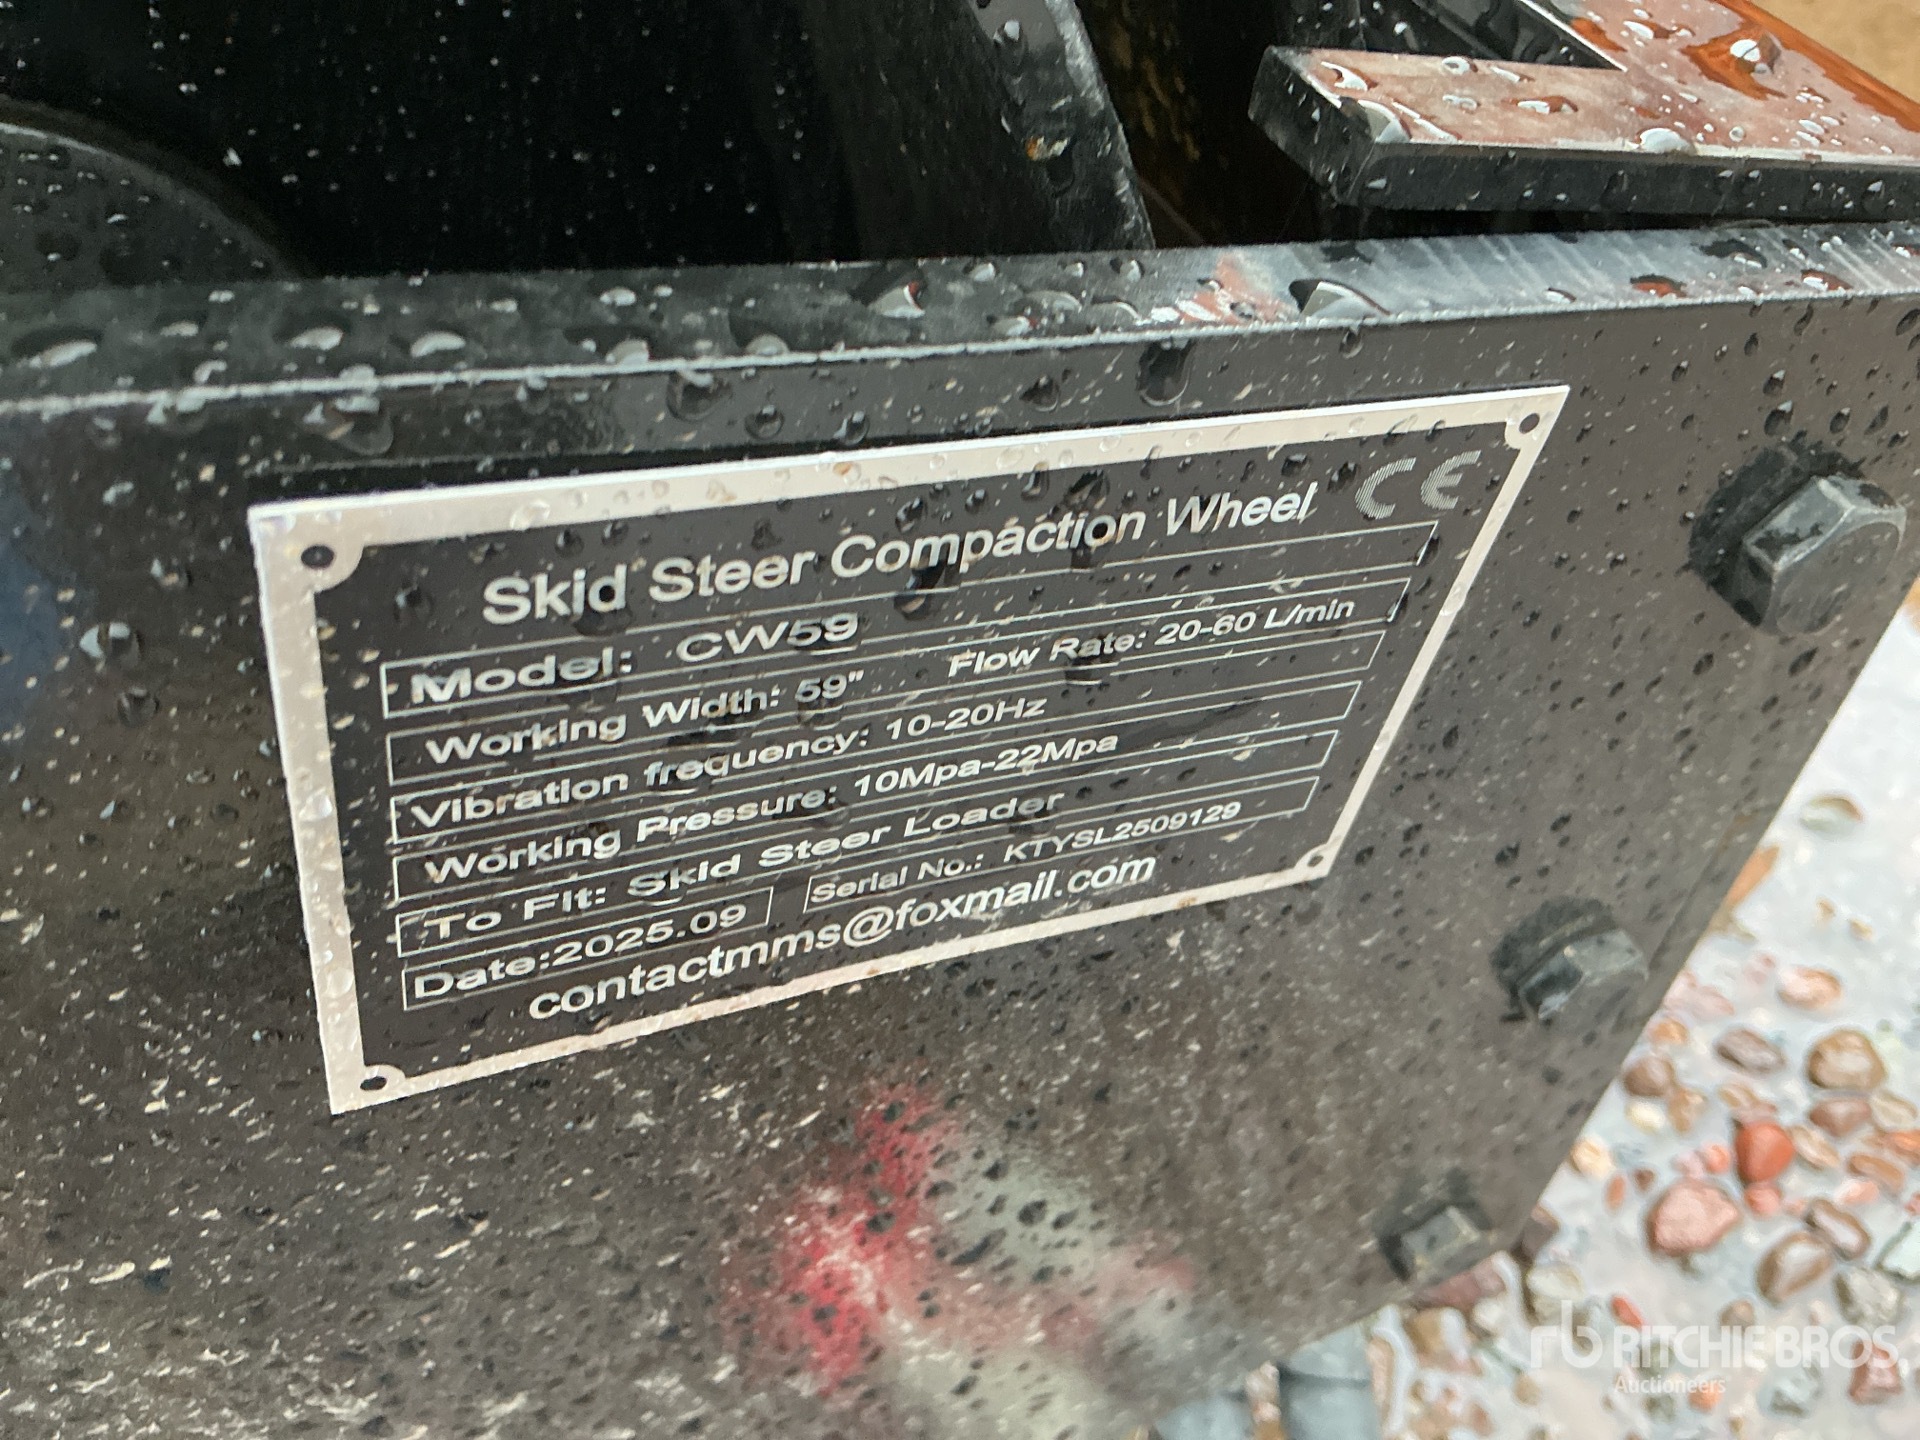 Skid Steer Compaction Wheel CE
Model: CW59
Working Width: 59" Flow Rate: 20-60 L/min
Vibration frequency: 10-20Hz
Working Pressure: 10Mpa-22Mpa
To Fit: Skid Steer Loader
Date:2025.09 Serial No.: KTYSL2509129
contactmms@foxmail.com
rb RITCHIE BROS.
Auctioneers